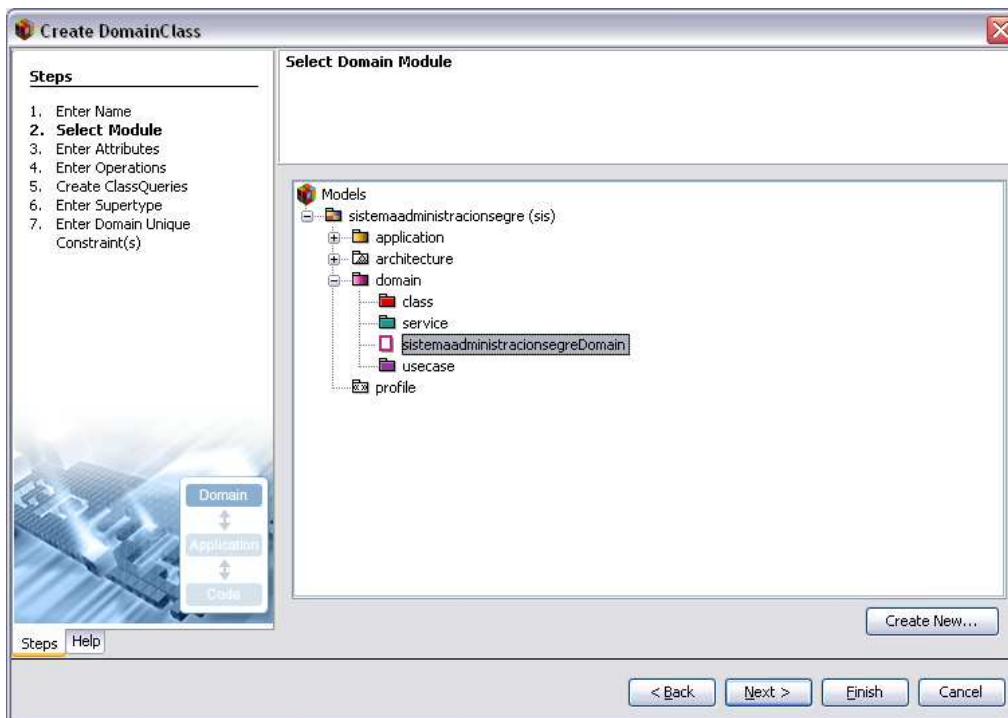 Create DomainClass
Steps
1. Enter Name
2. Select Module
3. Enter Attributes
4. Enter Operations
5. Create ClassQueries
6. Enter Supertype
7. Enter Domain Unique
Constraint(s)
Domain
Application
Code
Steps
Help
Select Domain Module
Models
sistemaadministracionsegre (sis)
application
architecture
domain
class
service
sistemaadministracionsegreDomain
usecase
profile
Create New...
< Back
Next >
Finish
Cancel